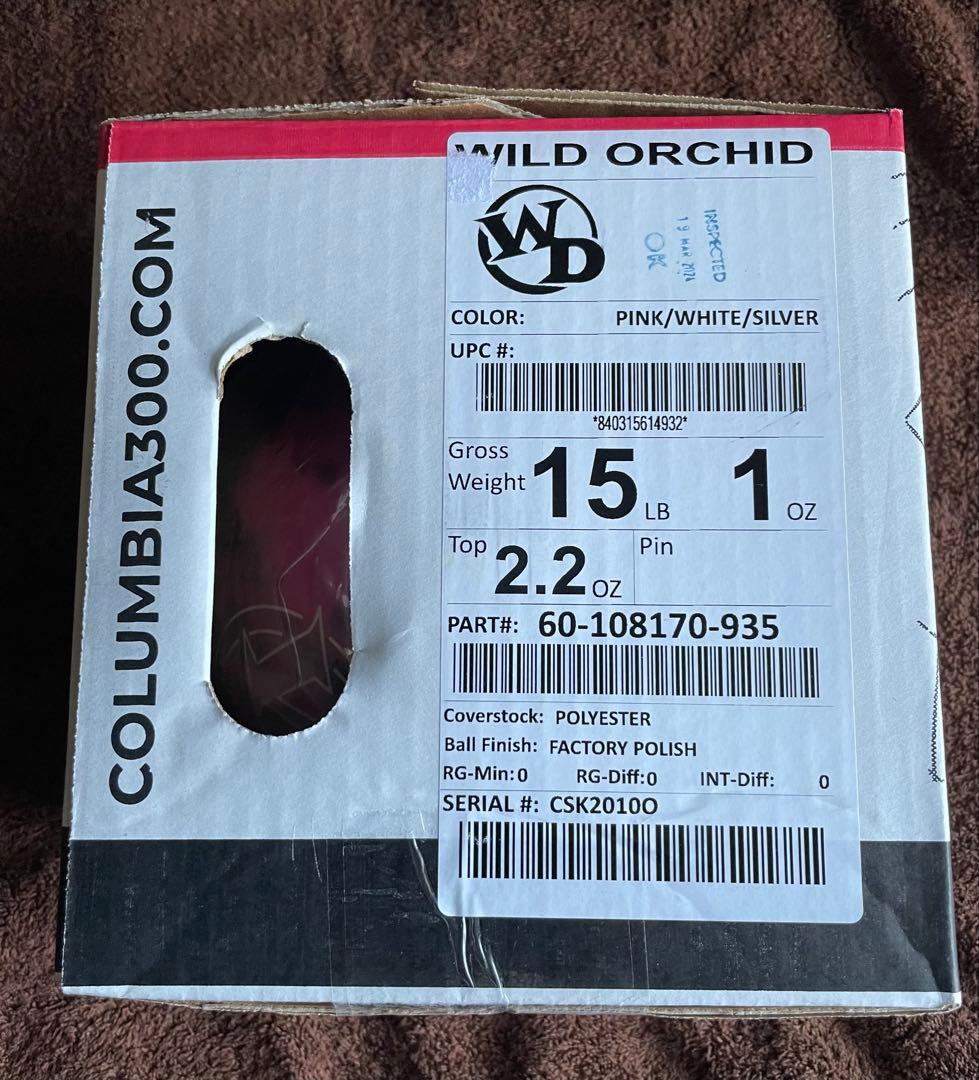 COLUMBIA300.COM
WILD ORCHID
WD
INSPECTED
19 MAR 2021
OK
COLOR: PINK/WHITE/SILVER
UPC #:
*840315614932*
Gross Weight 15 LB 1 OZ
Top 2.2 OZ Pin
PART#: 60-108170-935
Coverstock: POLYESTER
Ball Finish: FACTORY POLISH
RG-Min: 0 RG-Diff: 0 INT-Diff: 0
SERIAL #: CSK2010O